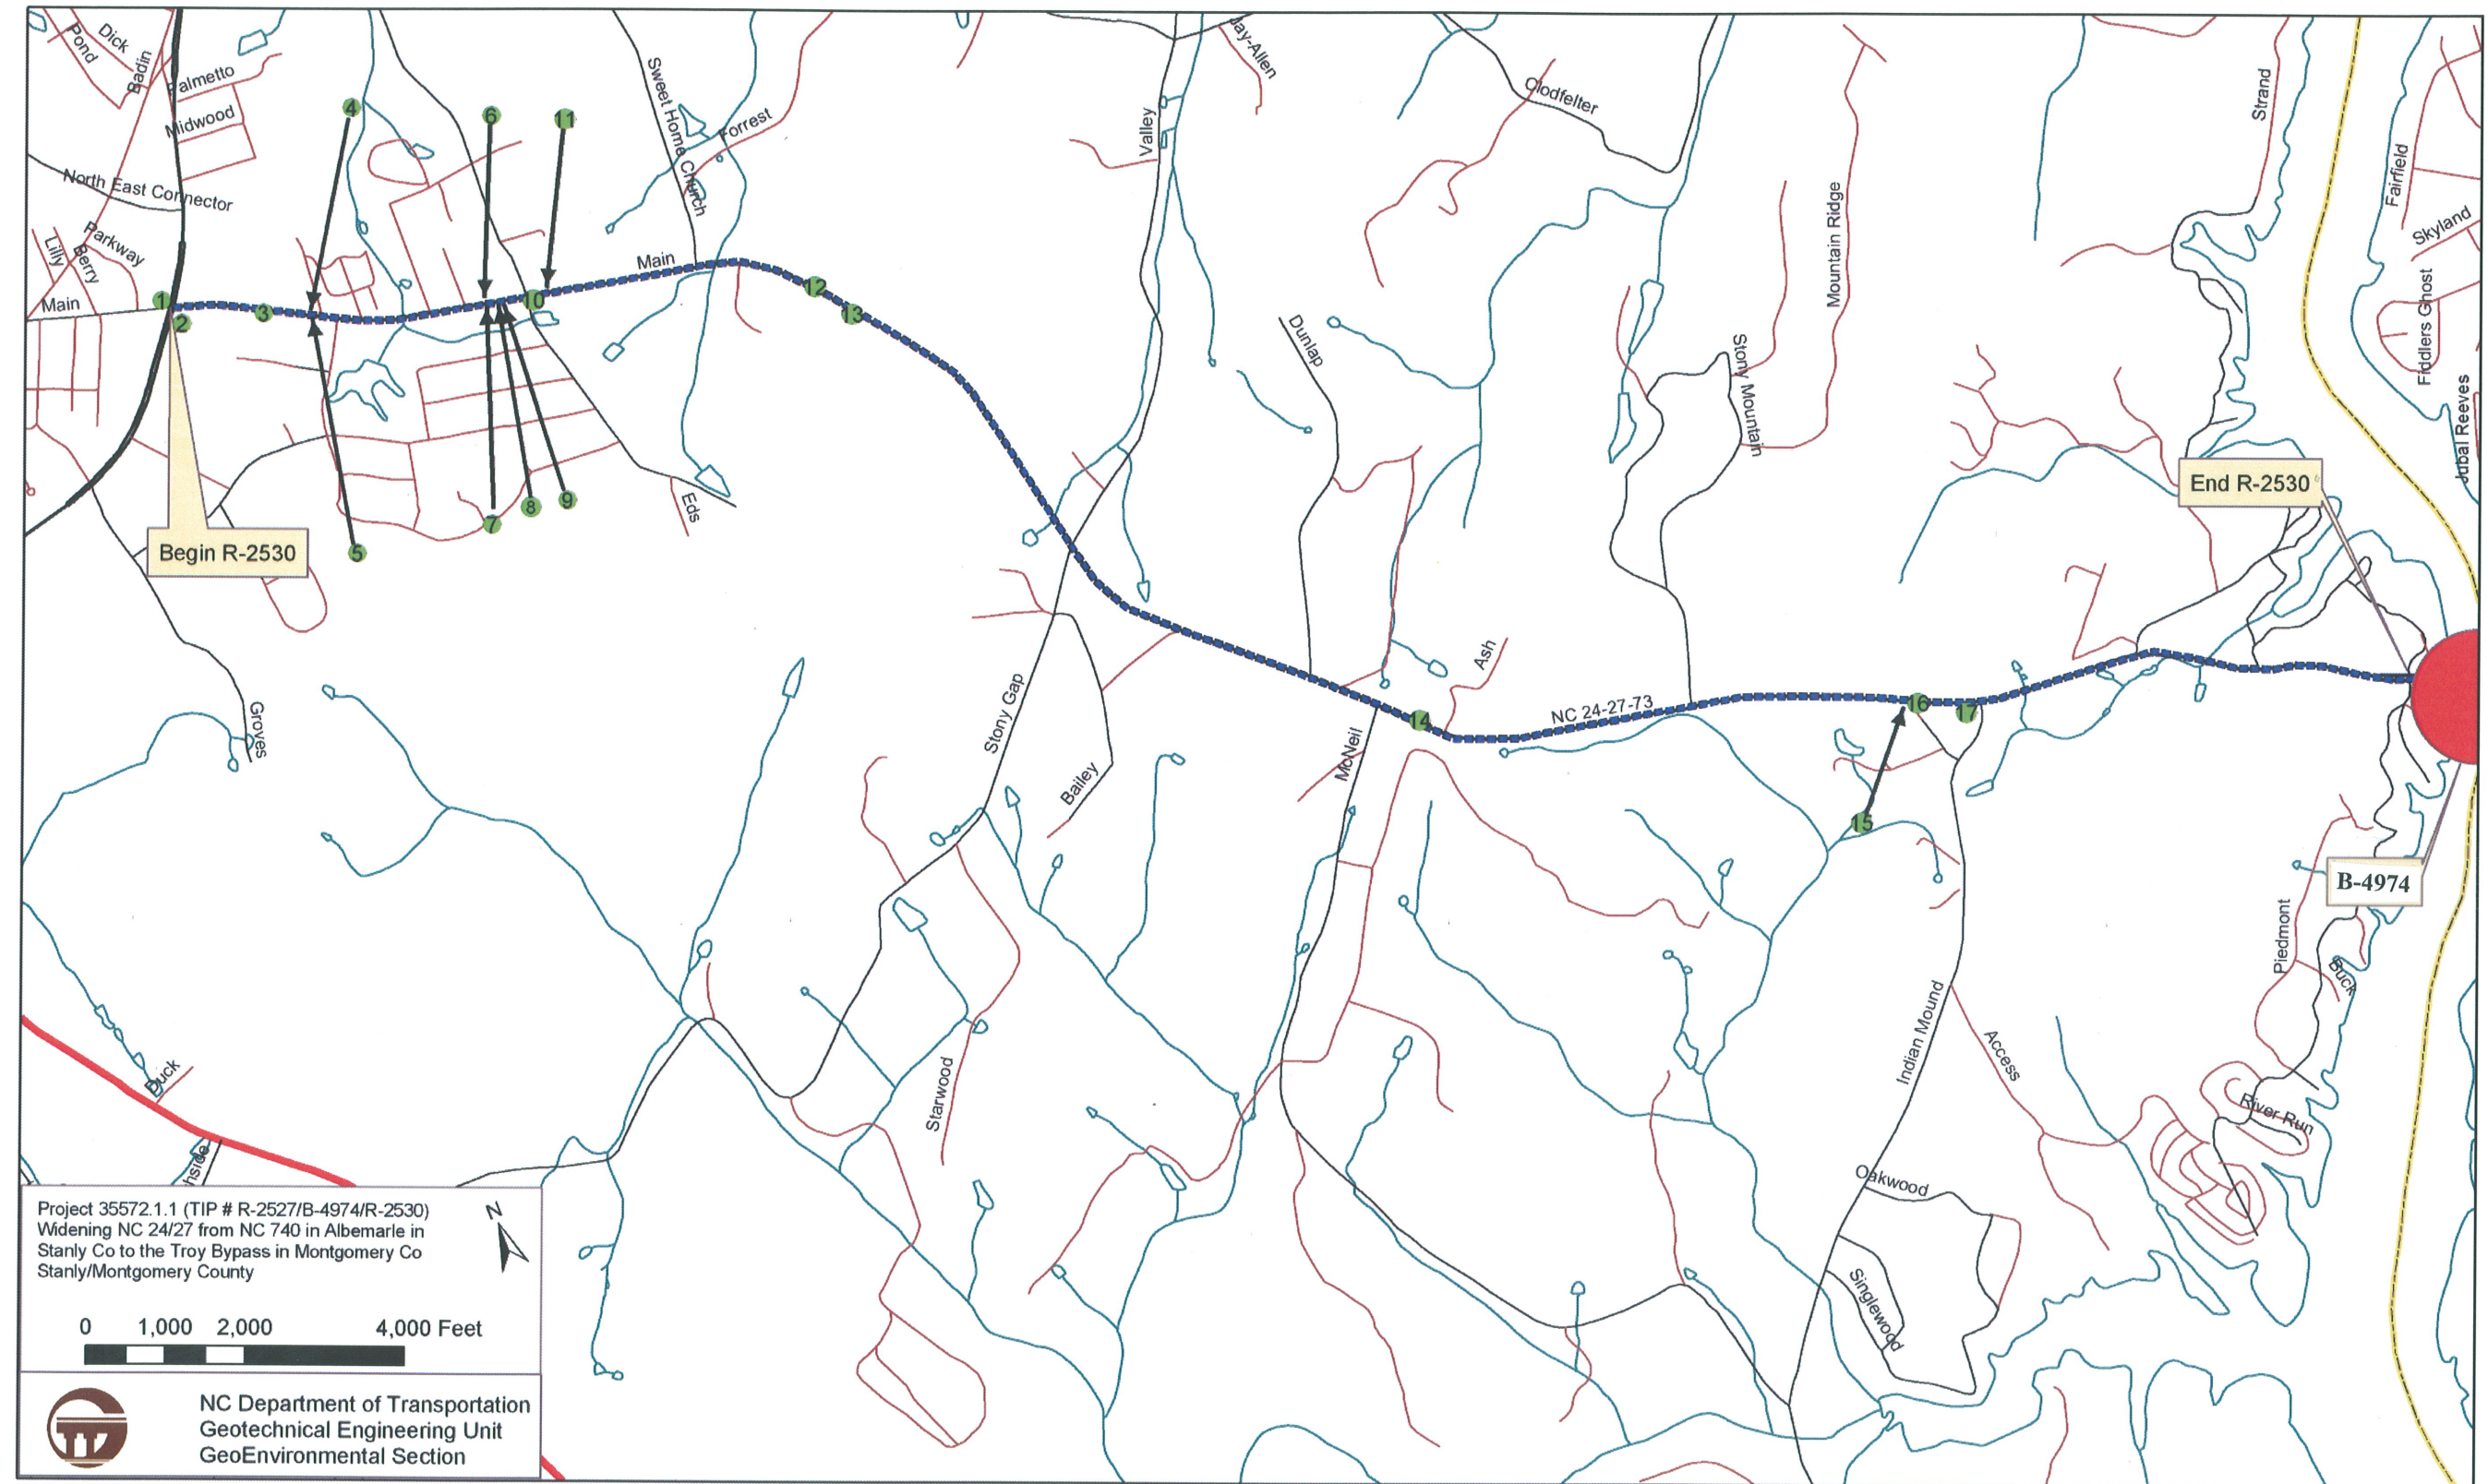 Pond
Dick
Badin
Palmetto
Midwood
North East Connector
Parkway
Lilly
Berry
Main
Sweet Home Church
Forrest
Main
Valley
Jay-Allen
Clodfelter
Mountain Ridge
Stony Mountain
Dunlap
Strand
Fairfield
Skyland
Fiddlers Ghost
Jubal Reeves
1
2
3
4
5
6
7
8
9
10
11
12
13
14
15
16
17
Begin R-2530
End R-2530
B-4974
Eds
Groves
Stony Gap
Bailey
McNeil
Ash
NC 24-27-73
Starwood
Indian Mound
Access
Piedmont
Buck
River Run
Oakwood
Singlewood
Duck
hside
Project 35572.1.1 (TIP # R-2527/B-4974/R-2530)
Widening NC 24/27 from NC 740 in Albemarle in
Stanly Co to the Troy Bypass in Montgomery Co
Stanly/Montgomery County
N
0 1,000 2,000 4,000 Feet
NC Department of Transportation
Geotechnical Engineering Unit
GeoEnvironmental Section